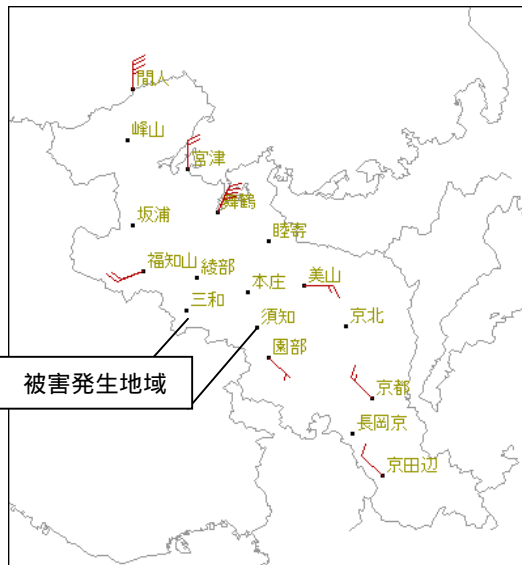 間人
峰山
宮津
舞鶴
坂浦
睦寄
福知山
綾部
本庄
美山
三和
須知
京北
園部
被害発生地域
京都
長岡京
京田辺